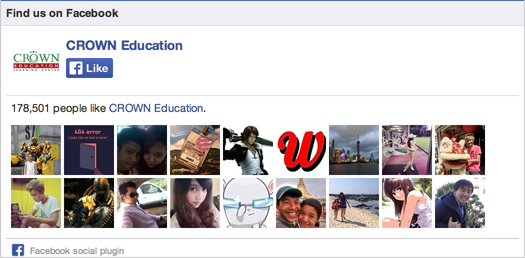 Find us on Facebook
CROWN
EDUCATION
LEARNING CENTER
CROWN Education
Like
178,501 people like CROWN Education.
404 error
W
Facebook social plugin